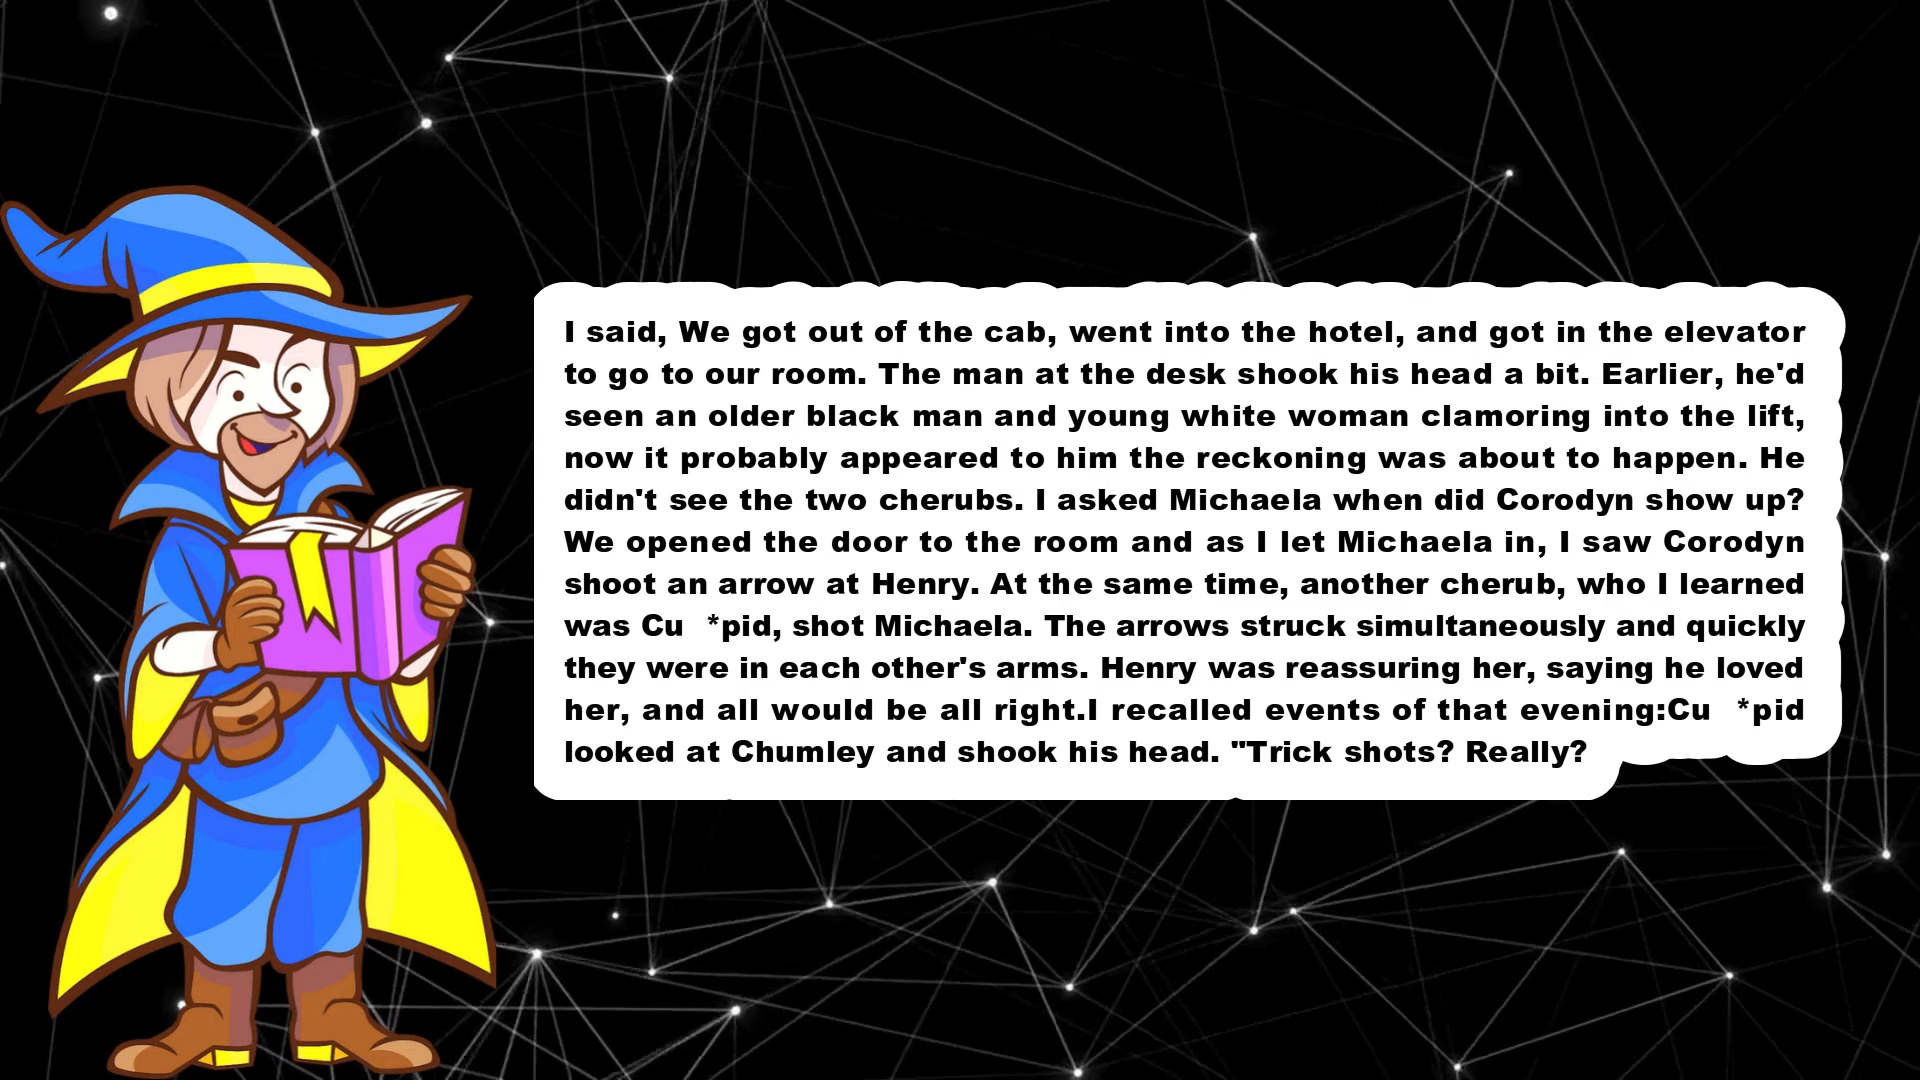 I said, We got out of the cab, went into the hotel, and got in the elevator
to go to our room. The man at the desk shook his head a bit. Earlier, he'd
seen an older black man and young white woman clamoring into the lift,
now it probably appeared to him the reckoning was about to happen. He
didn't see the two cherubs. I asked Michaela when did Corodyn show up?
We opened the door to the room and as I let Michaela in, I saw Corodyn
shoot an arrow at Henry. At the same time, another cherub, who I learned
was Cu  *pid, shot Michaela. The arrows struck simultaneously and quickly
they were in each other's arms. Henry was reassuring her, saying he loved
her, and all would be all right.I recalled events of that evening:Cu  *pid
looked at Chumley and shook his head. "Trick shots? Really?